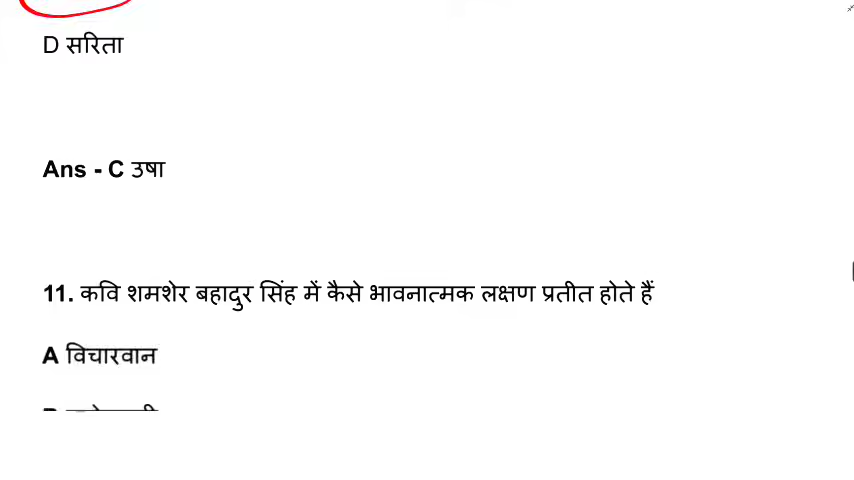 D सरिता
Ans - C उषा
11. कवि शमशेर बहादुर सिंह में कैसे भावनात्मक लक्षण प्रतीत होते हैं
A विचारवान